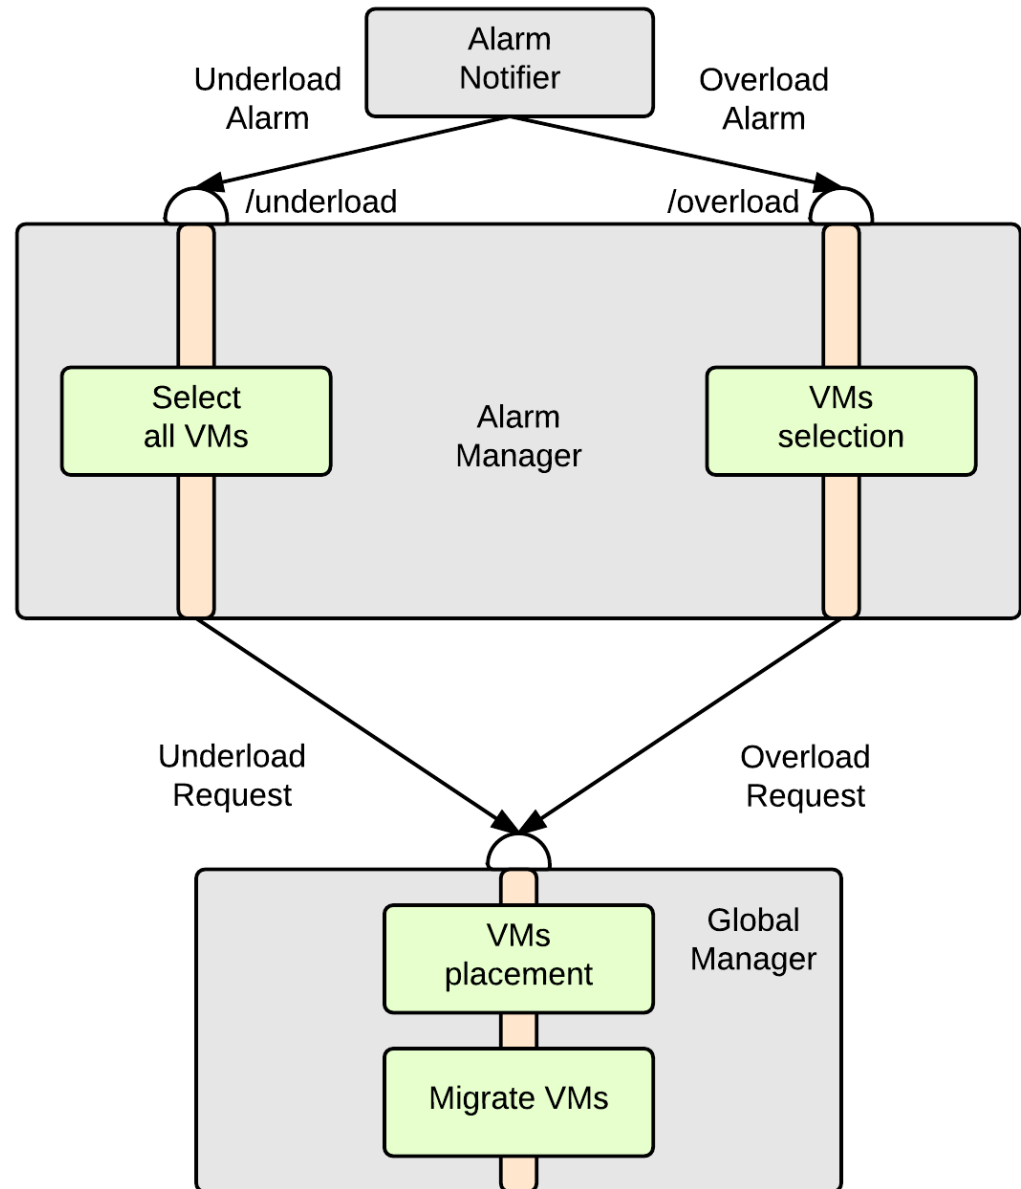 Alarm
Notifier
Underload
Alarm
Overload
Alarm
/underload
/overload
Select
all VMs
Alarm
Manager
VMs
selection
Underload
Request
Overload
Request
Global
Manager
VMs
placement
Migrate VMs